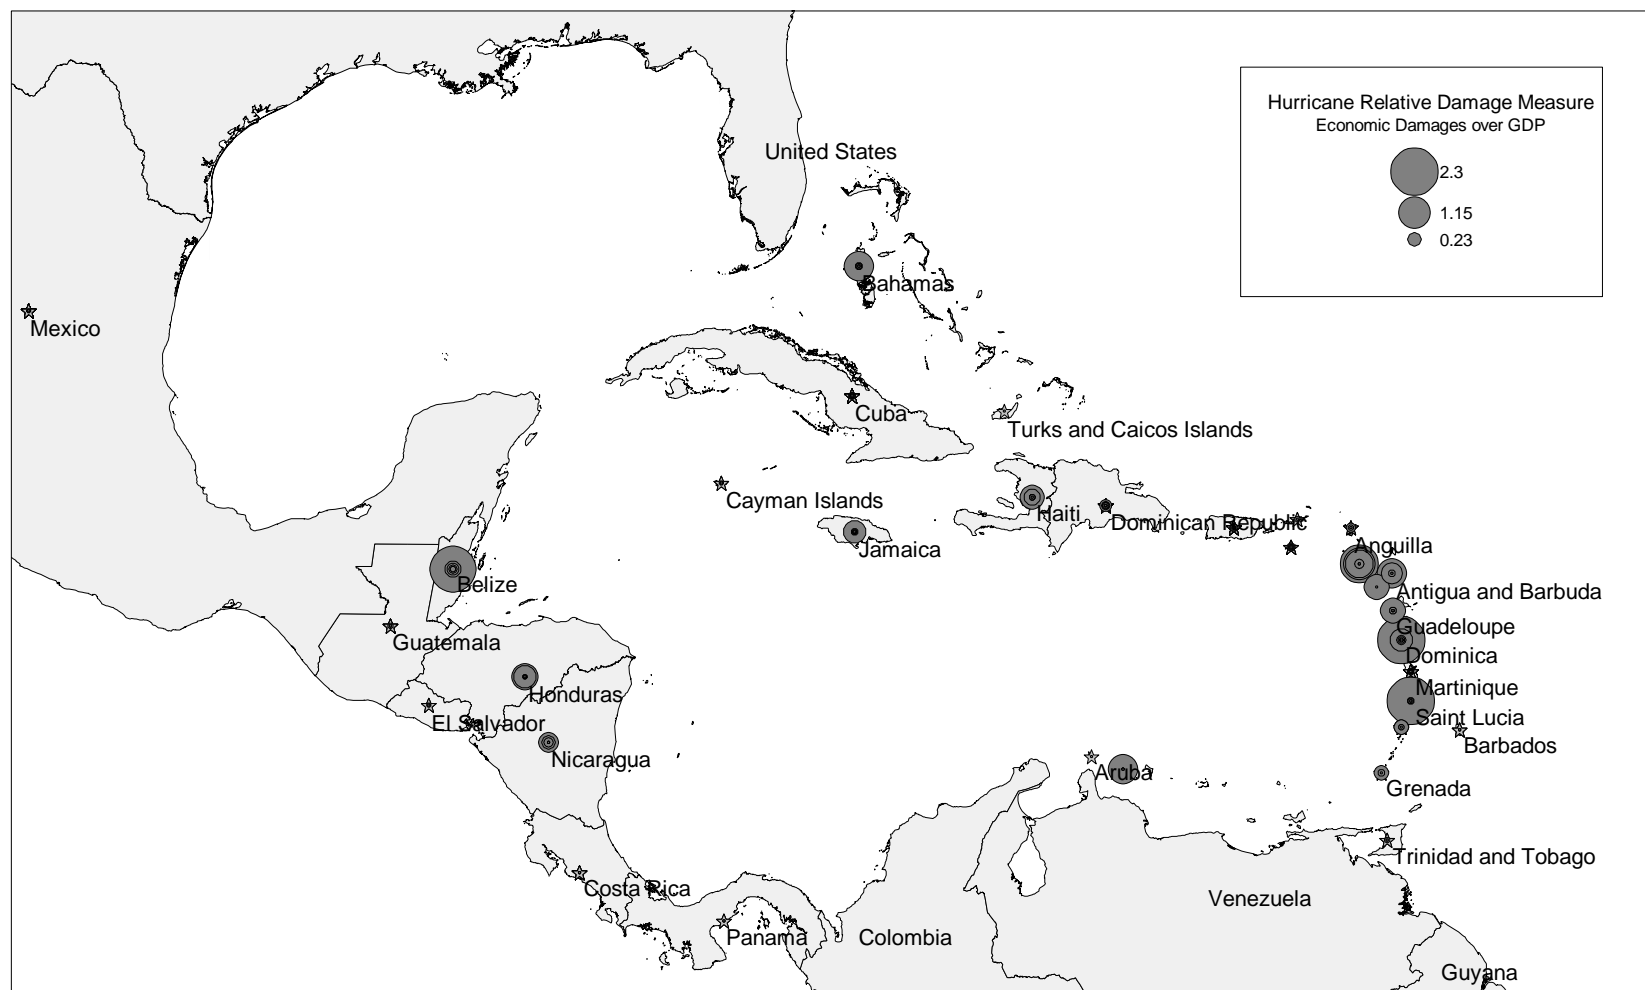 Hurricane Relative Damage Measure
Economic Damages over GDP
2.3
1.15
0.23
United States
Bahamas
Mexico
Cuba
Turks and Caicos Islands
Cayman Islands
Haiti
Dominican Republic
Jamaica
Anguilla
Belize
Antigua and Barbuda
Guadeloupe
Guatemala
Dominica
Honduras
Martinique
Saint Lucia
El Salvador
Barbados
Nicaragua
Aruba
Grenada
Trinidad and Tobago
Costa Rica
Venezuela
Panama
Colombia
Guyana